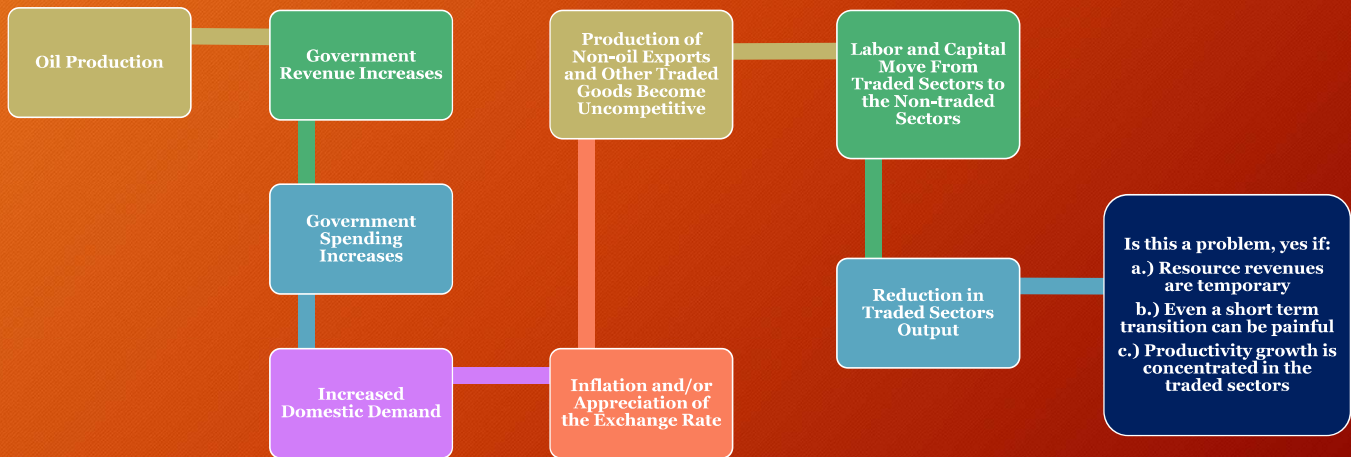 Oil Production
Government
Revenue Increases
Government
Spending
Increases
Increased
Domestic Demand
Inflation and/or
Appreciation of
the Exchange Rate
Production of
Non-oil Exports
and Other Traded
Goods Become
Uncompetitive
Labor and Capital
Move From
Traded Sectors to
the Non-traded
Sectors
Reduction in
Traded Sectors
Output
Is this a problem, yes if:
a.) Resource revenues
are temporary
b.) Even a short term
transition can be painful
c.) Productivity growth is
concentrated in the
traded sectors